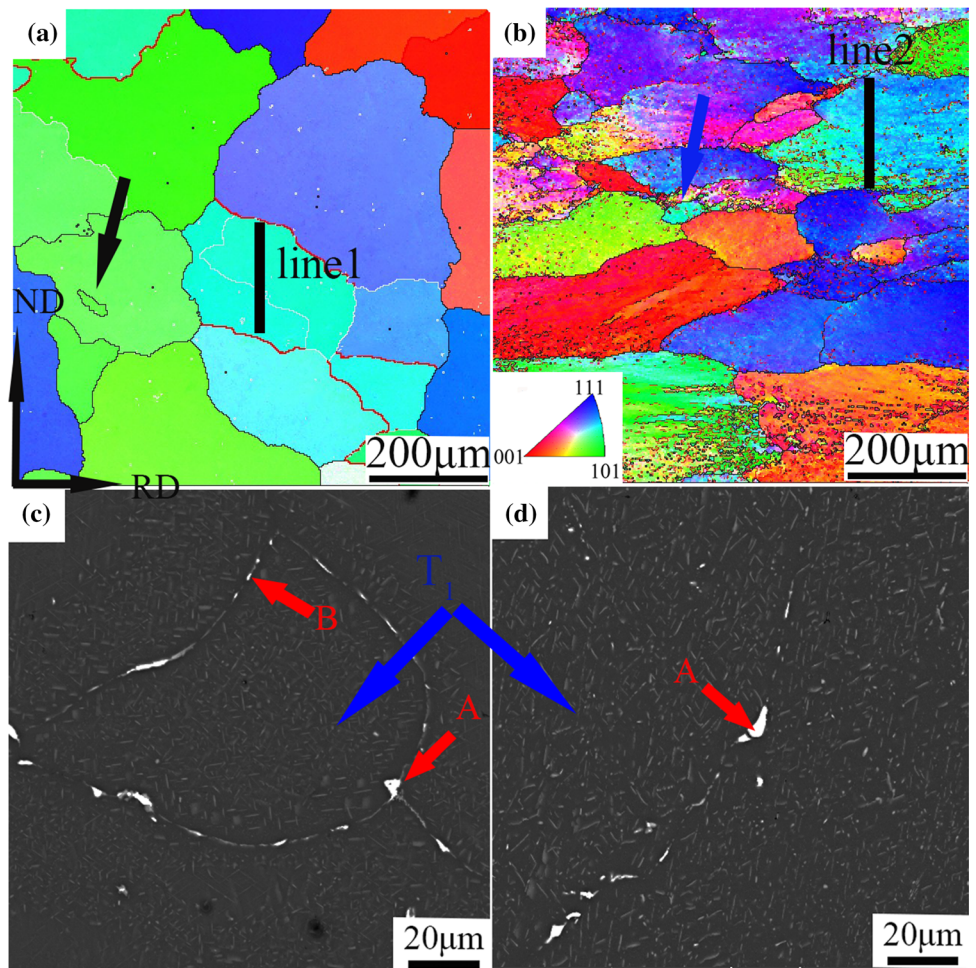 (a)
line1
ND
RD
200μm
(b)
line2
111
001
101
200μm
(c)
T₁
B
A
20μm
(d)
A
20μm